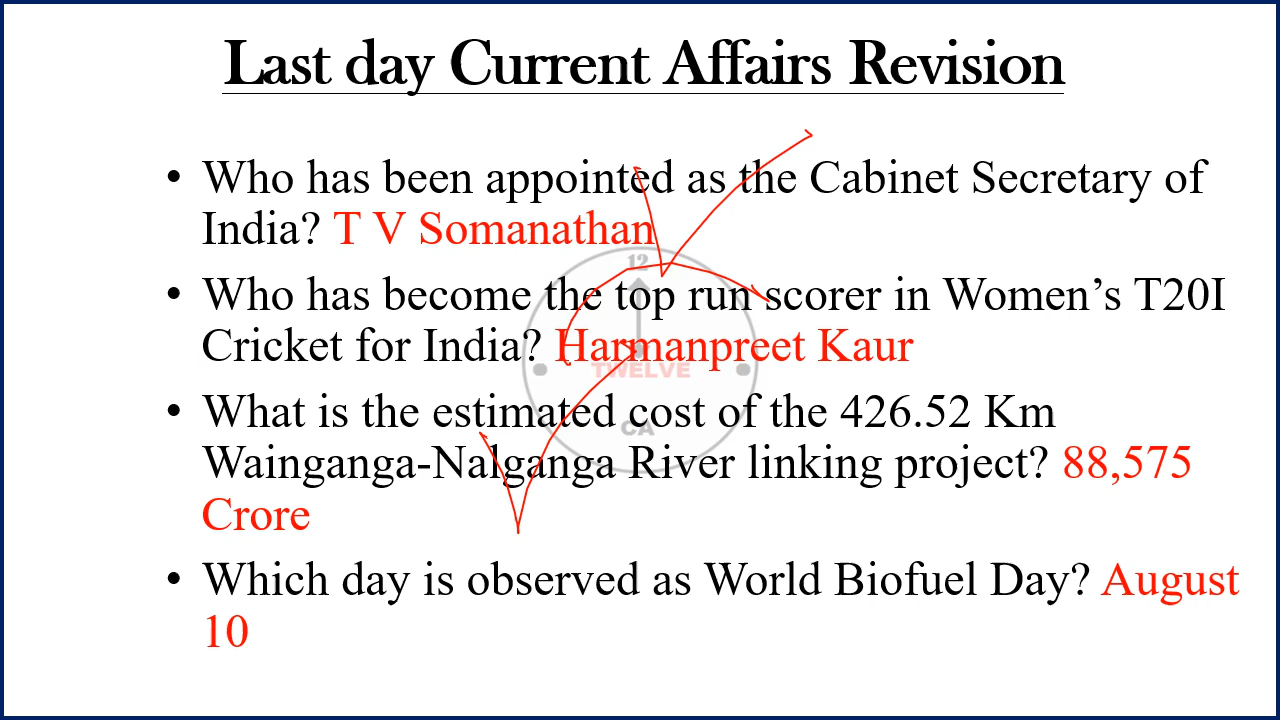 Last day Current Affairs Revision
• Who has been appointed as the Cabinet Secretary of
India? T V Somanathan
• Who has become the top run scorer in Women’s T20I
Cricket for India? Harmanpreet Kaur
• What is the estimated cost of the 426.52 Km
Wainganga-Nalganga River linking project? 88,575
Crore
• Which day is observed as World Biofuel Day? August
10
12
TWELVE
CA